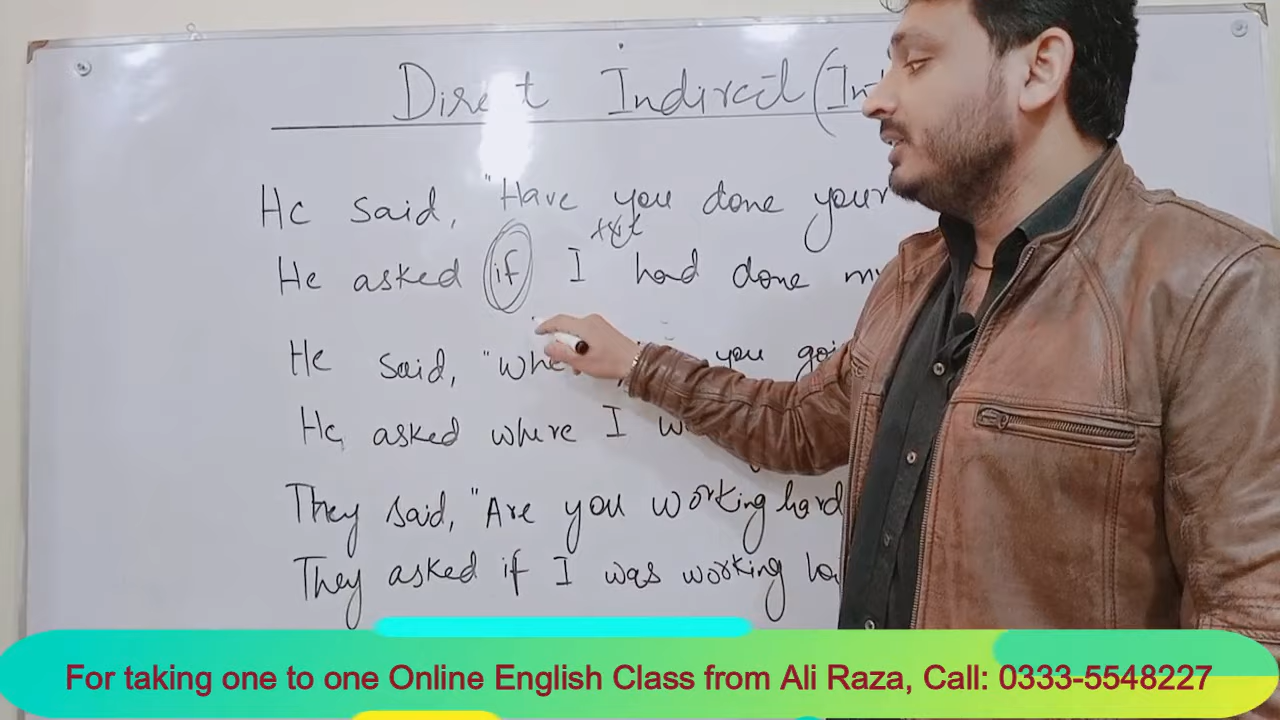 Direct Indirect (In
He said, "Have you done your
He asked if I had done my
He said, " you goi
He asked where I
They said, "Are you working hard
They asked if I was working ha
For taking one to one Online English Class from Ali Raza, Call: 0333-5548227